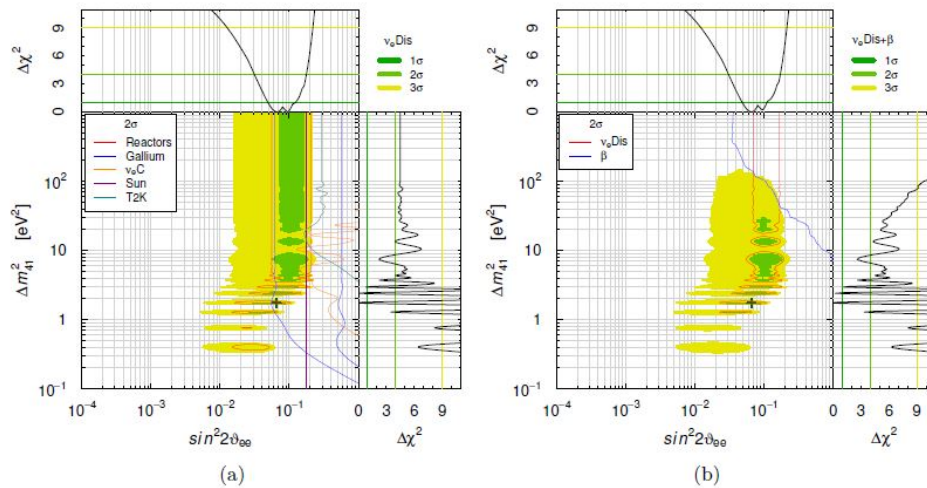 Δχ²
9
6
3
0
νₑDis
1σ
2σ
3σ
2σ
Reactors
Gallium
νₑC
Sun
T2K
Δm²₄₁ [eV²]
10²
10
1
10⁻¹
10⁻⁴
10⁻³
10⁻²
10⁻¹
0
sin²2ϑₑₑ
3
6
9
Δχ²
(a)
Δχ²
9
6
3
0
νₑDis+β
1σ
2σ
3σ
2σ
νₑDis
β
Δm²₄₁ [eV²]
10²
10
1
10⁻¹
10⁻⁴
10⁻³
10⁻²
10⁻¹
0
sin²2ϑₑₑ
3
6
9
Δχ²
(b)